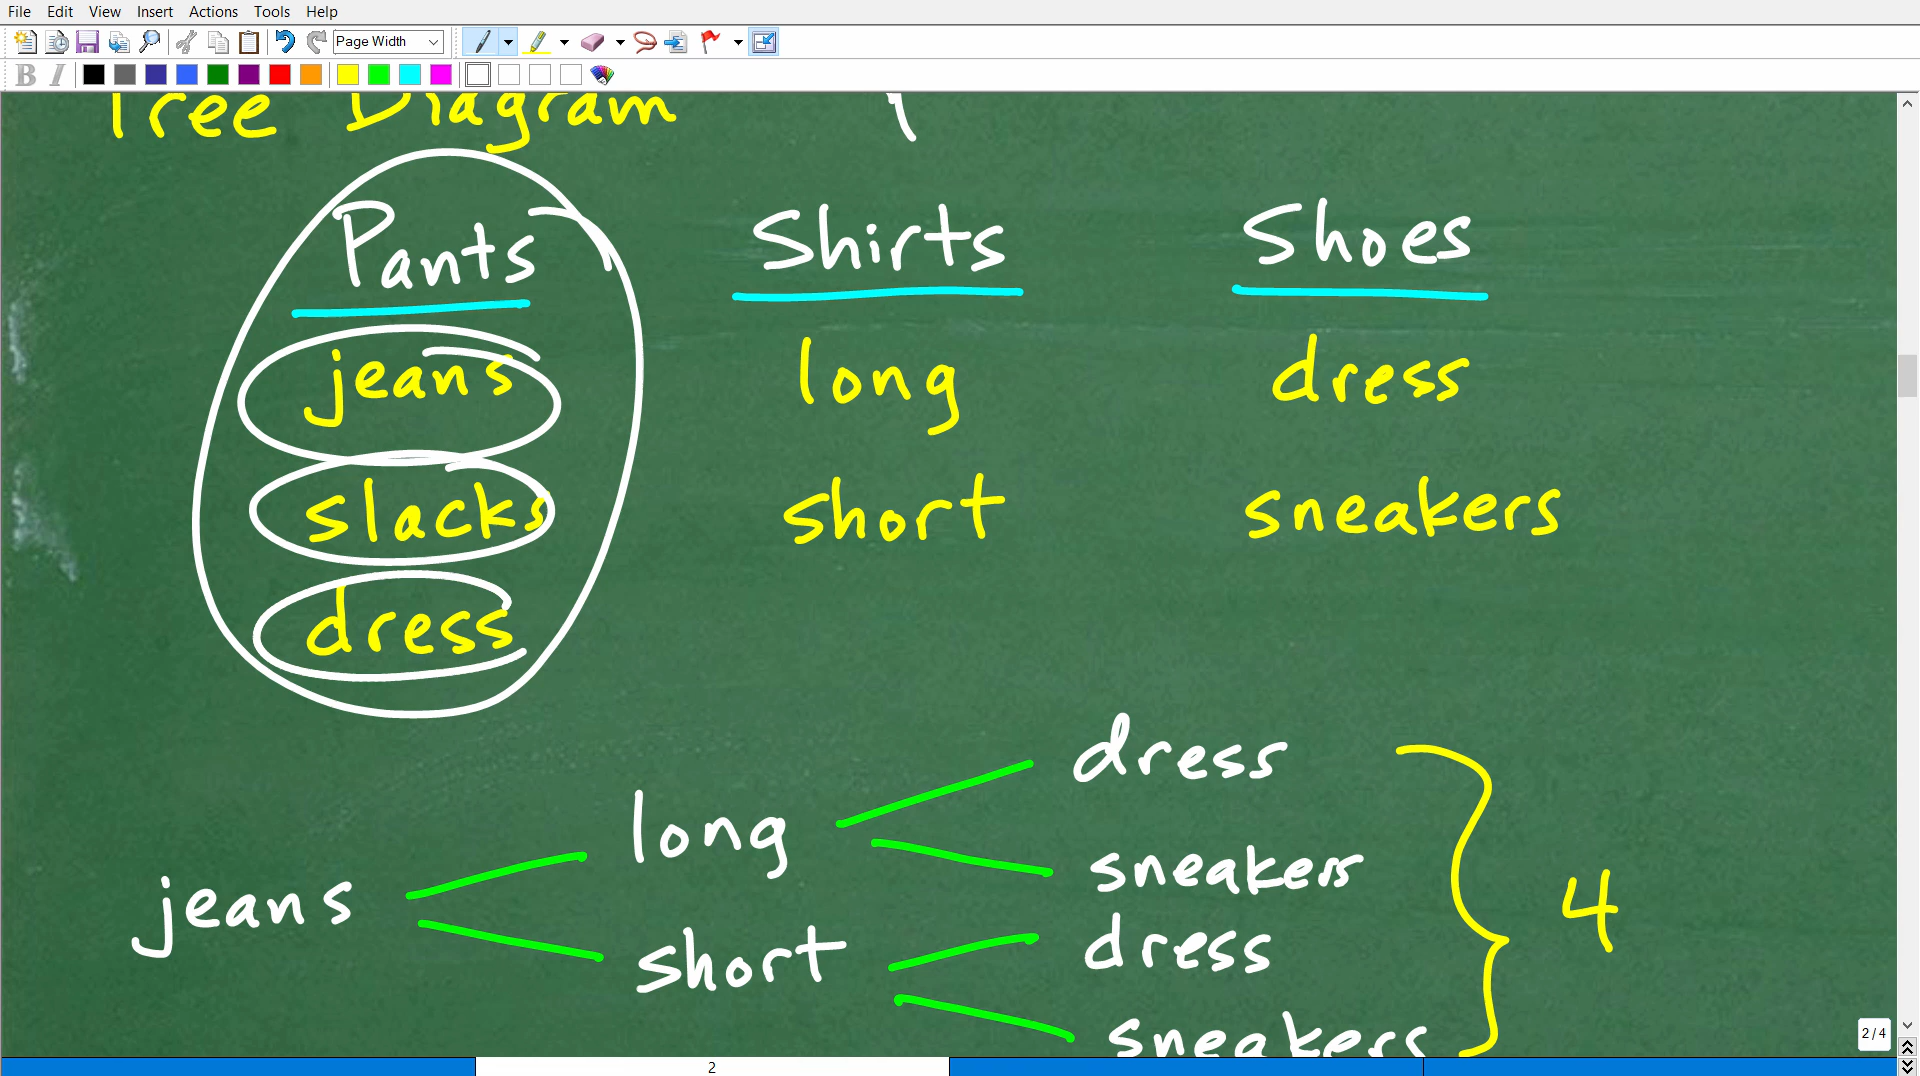 File Edit View Insert Actions Tools Help
Page Width
B I
Tree Diagram
Pants Shirts Shoes
jeans long dress
slacks short sneakers
dress
dress
long
sneakers
jeans
4
dress
short
sneakers
2 / 4
2